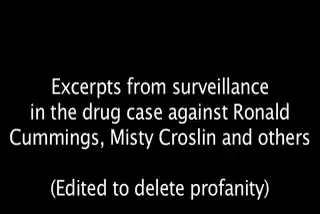 Excerpts from surveillance
in the drug case against Ronald
Cummings, Misty Croslin and others
(Edited to delete profanity)